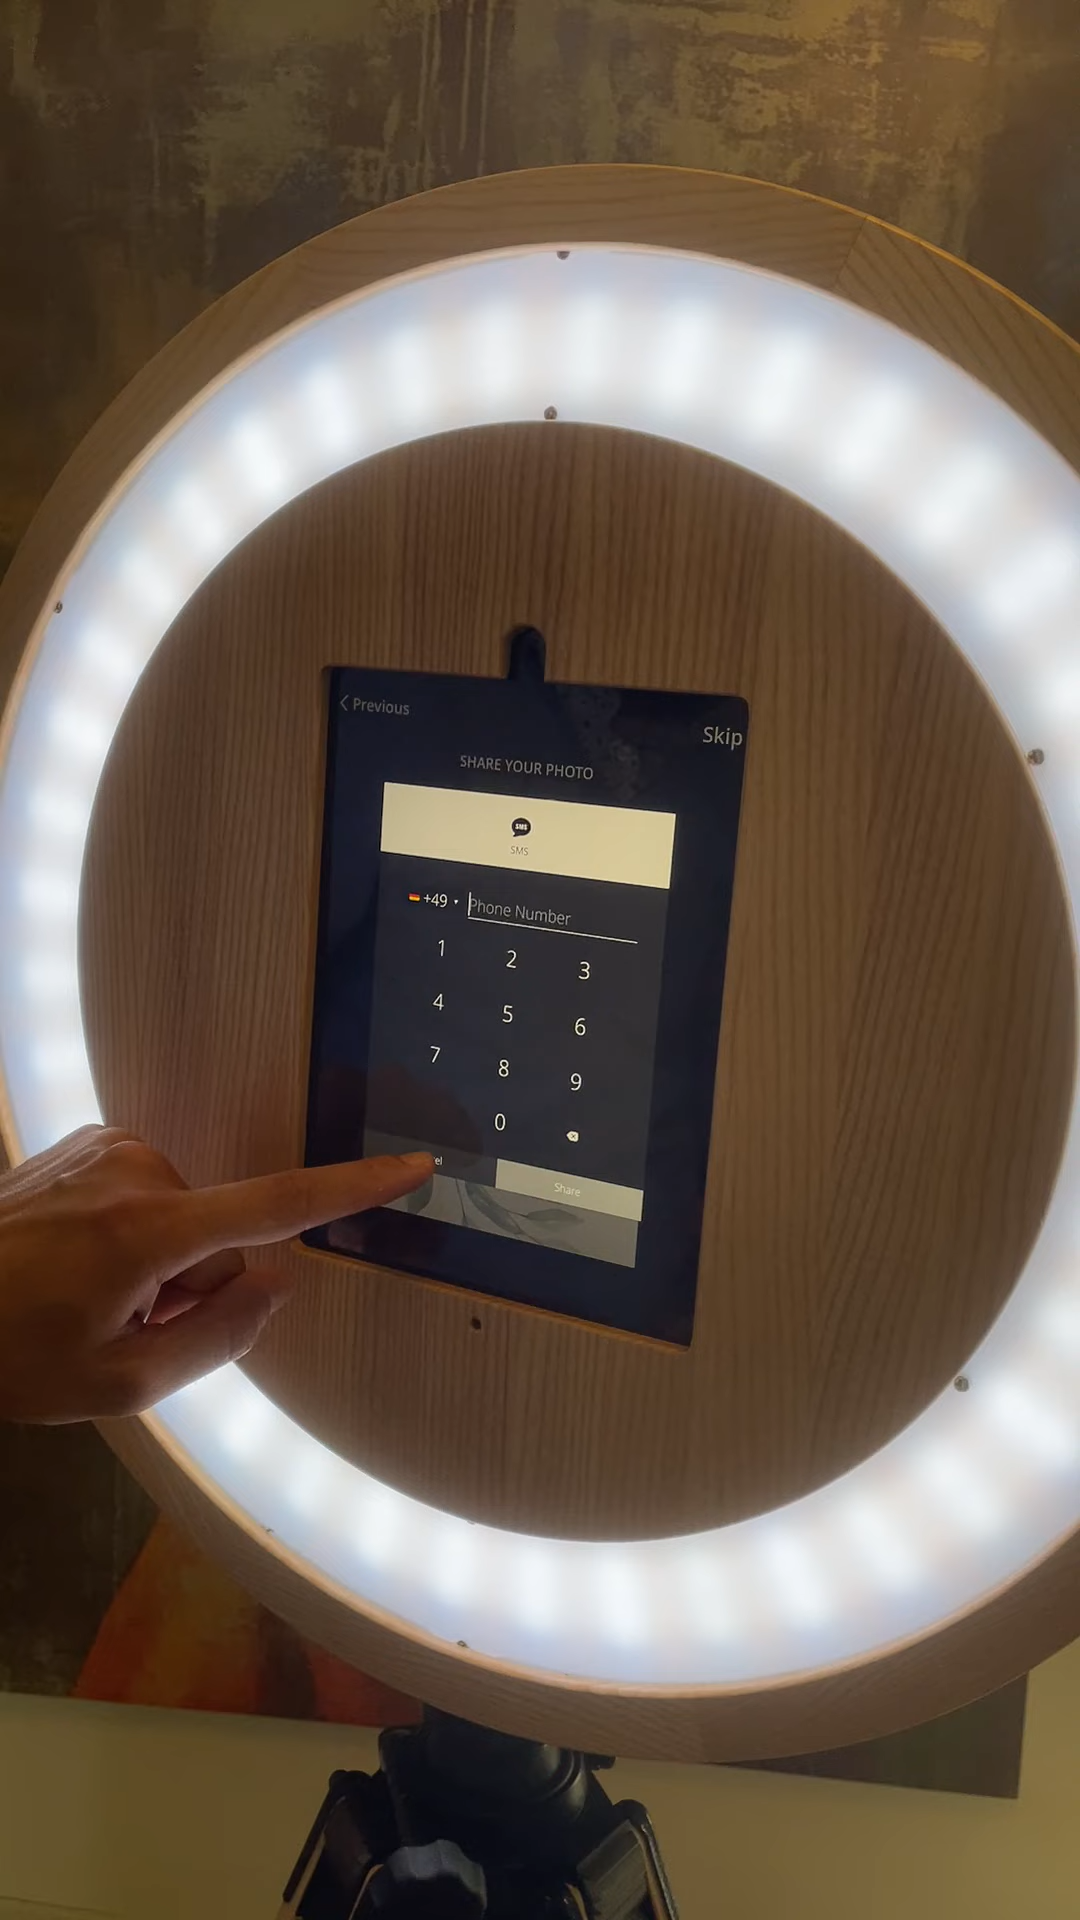 Previous
Skip
SHARE YOUR PHOTO
SMS
SMS
+49 Phone Number
1 2 3
4 5 6
7 8 9
0
Share